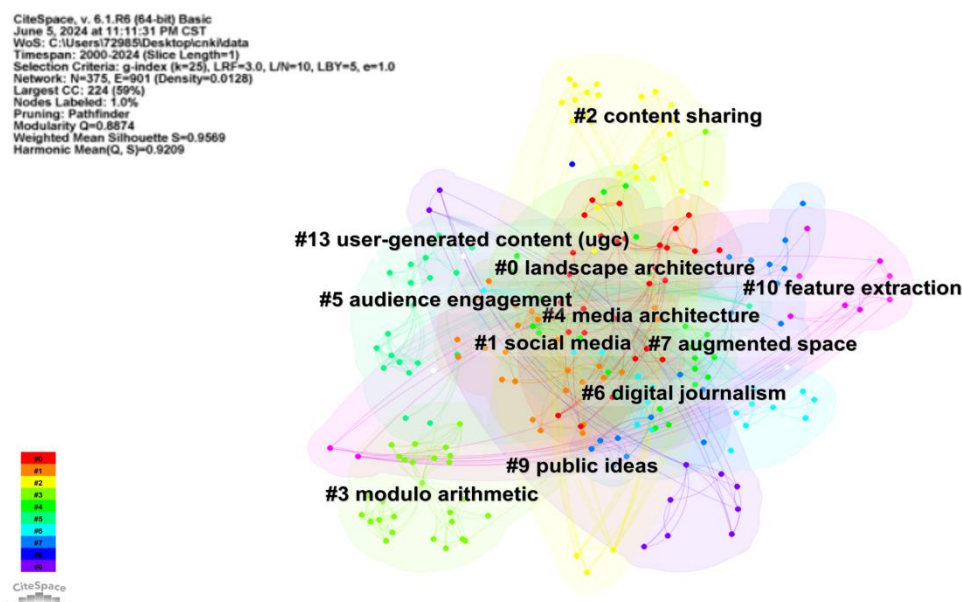 CiteSpace, v. 6.1.R6 (64-bit) Basic
June 5, 2024 at 11:11:31 PM CST
WoS: C:\Users\72985\Desktop\cnki\data
Timespan: 2000-2024 (Slice Length=1)
Selection Criteria: g-index (k=25), LRF=3.0, L/N=10, LBY=5, e=1.0
Network: N=375, E=901 (Density=0.0128)
Largest CC: 224 (59%)
Nodes Labeled: 1.0%
Pruning: Pathfinder
Modularity Q=0.8874
Weighted Mean Silhouette S=0.9569
Harmonic Mean(Q, S)=0.9209
#2 content sharing
#13 user-generated content (ugc)
#0 landscape architecture
#10 feature extraction
#5 audience engagement
#4 media architecture
#1 social media
#7 augmented space
#6 digital journalism
#9 public ideas
#3 modulo arithmetic
#0
#1
#2
#3
#4
#5
#6
#7
#8
#9
CiteSpace